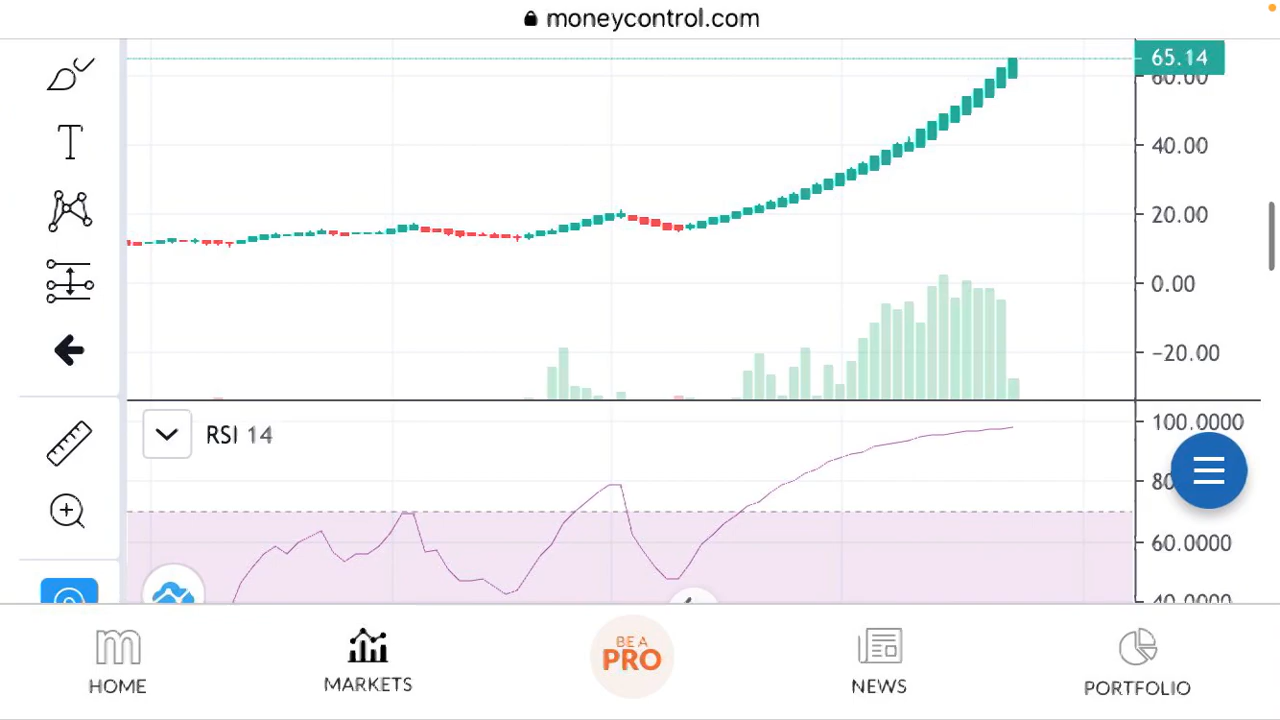 moneycontrol.com
T
65.14
60.00
40.00
20.00
0.00
−20.00
RSI 14
100.0000
80
60.0000
40.0000
m
BE A
PRO
HOME
MARKETS
NEWS
PORTFOLIO